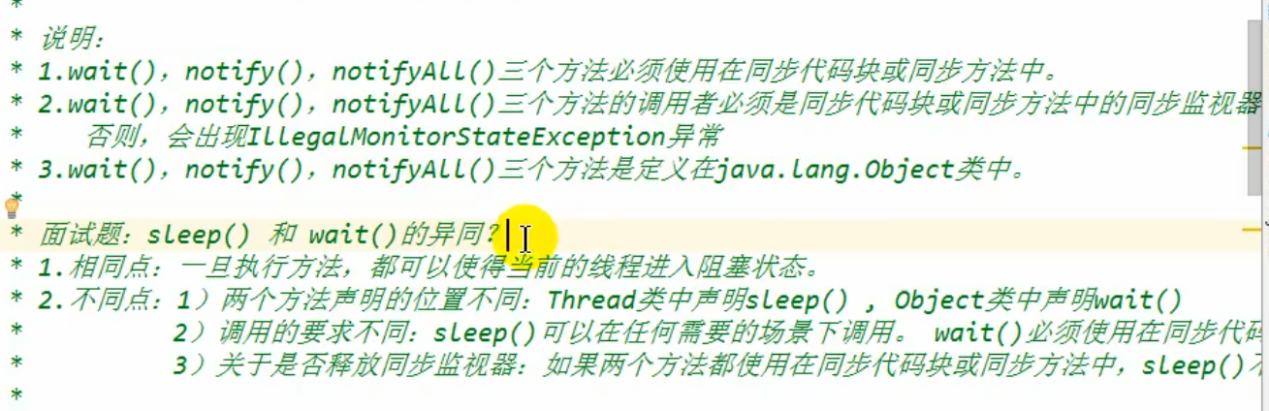 *
* 说明：
* 1.wait()，notify()，notifyAll()三个方法必须使用在同步代码块或同步方法中。
* 2.wait()，notify()，notifyAll()三个方法的调用者必须是同步代码块或同步方法中的同步监视器
* 否则，会出现IllegalMonitorStateException异常
* 3.wait()，notify()，notifyAll()三个方法是定义在java.lang.Object类中。
*
* 面试题：sleep() 和 wait()的异同？
* 1.相同点：一旦执行方法，都可以使得当前的线程进入阻塞状态。
* 2.不同点：1）两个方法声明的位置不同：Thread类中声明sleep() , Object类中声明wait()
* 2）调用的要求不同：sleep()可以在任何需要的场景下调用。 wait()必须使用在同步代码
* 3）关于是否释放同步监视器：如果两个方法都使用在同步代码块或同步方法中，sleep()
*